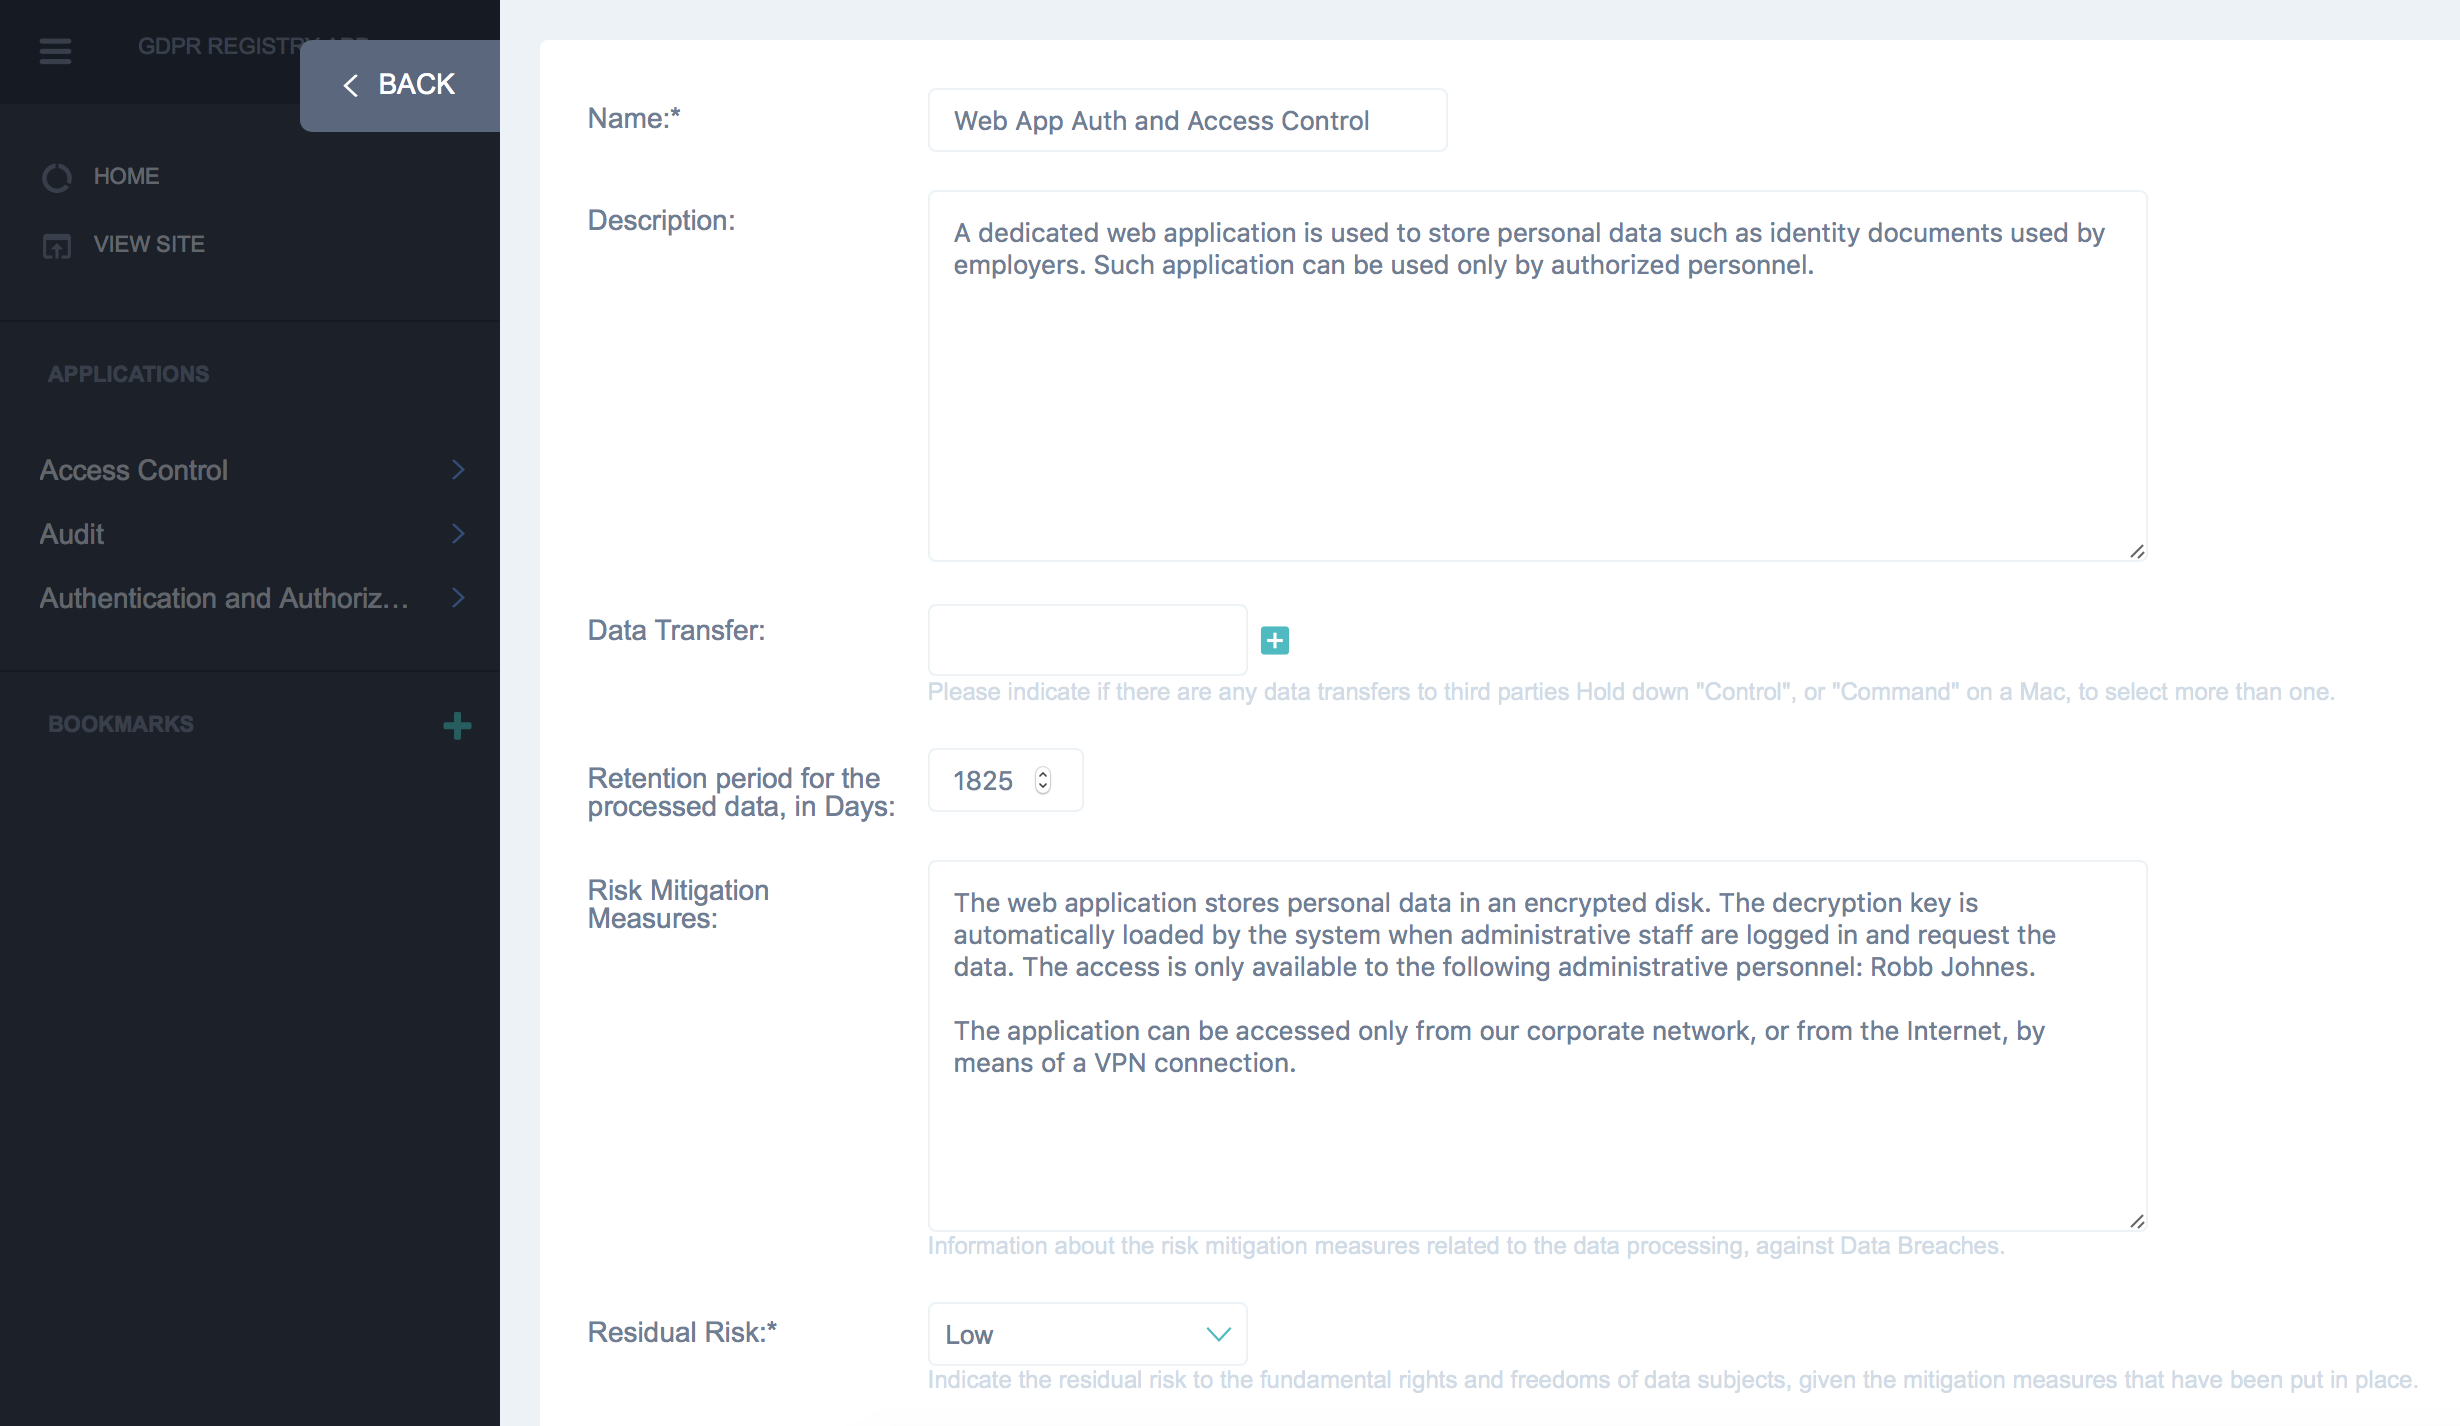 GDPR REGISTRY APP
BACK
HOME
VIEW SITE
APPLICATIONS
Access Control
Audit
Authentication and Authoriz...
BOOKMARKS
Name:*
Web App Auth and Access Control
Description:
A dedicated web application is used to store personal data such as identity documents used by
employers. Such application can be used only by authorized personnel.
Data Transfer:
Please indicate if there are any data transfers to third parties Hold down "Control", or "Command" on a Mac, to select more than one.
Retention period for the
processed data, in Days:
1825
Risk Mitigation
Measures:
The web application stores personal data in an encrypted disk. The decryption key is
automatically loaded by the system when administrative staff are logged in and request the
data. The access is only available to the following administrative personnel: Robb Johnes.
The application can be accessed only from our corporate network, or from the Internet, by
means of a VPN connection.
Information about the risk mitigation measures related to the data processing, against Data Breaches.
Residual Risk:*
Low
Indicate the residual risk to the fundamental rights and freedoms of data subjects, given the mitigation measures that have been put in place.